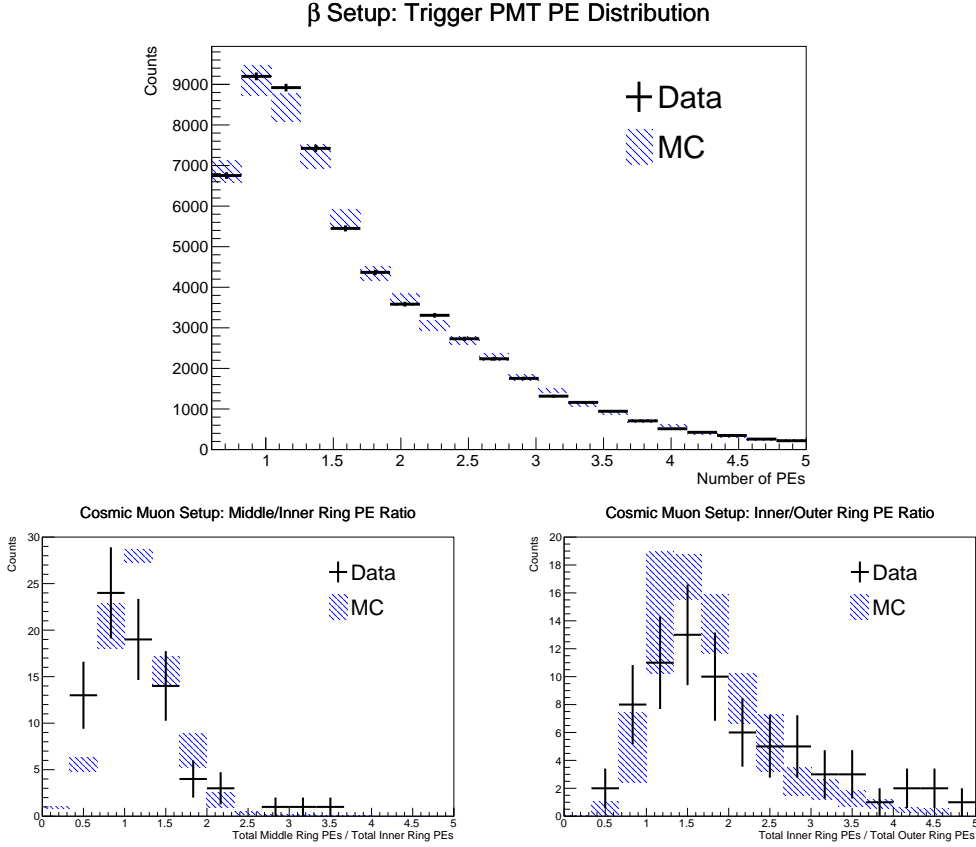 β Setup: Trigger PMT PE Distribution
Counts
9000
8000
7000
6000
5000
4000
3000
2000
1000
0
Data
MC
1 1.5 2 2.5 3 3.5 4 4.5 5
Number of PEs
Cosmic Muon Setup: Middle/Inner Ring PE Ratio
Counts
30
25
20
15
10
5
0
Data
MC
0 0.5 1 1.5 2 2.5 3 3.5 4 4.5 5
Total Middle Ring PEs / Total Inner Ring PEs
Cosmic Muon Setup: Inner/Outer Ring PE Ratio
Counts
20
18
16
14
12
10
8
6
4
2
0
Data
MC
0 0.5 1 1.5 2 2.5 3 3.5 4 4.5 5
Total Inner Ring PEs / Total Outer Ring PEs